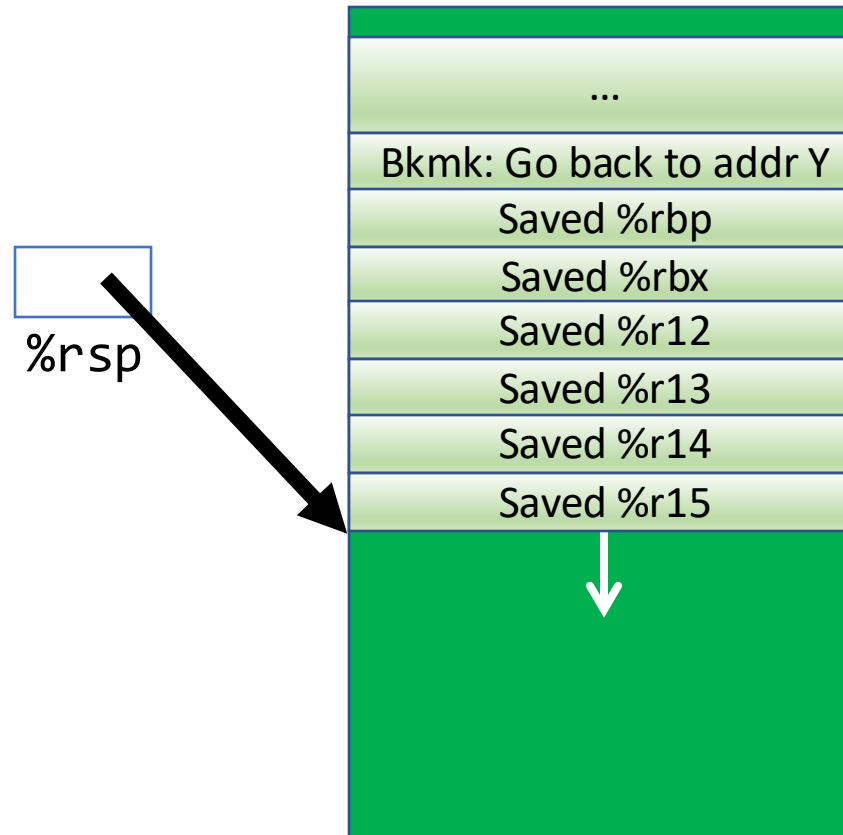 …
Bkmk: Go back to addr Y
Saved %rbp
Saved %rbx
%rsp
Saved %r12
Saved %r13
Saved %r14
Saved %r15